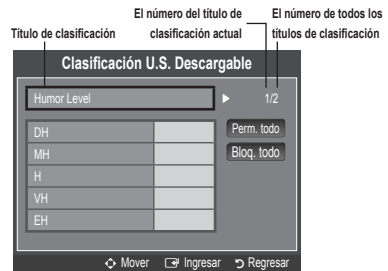 El número del título de clasificación actual
El número de todos los títulos de clasificación
Título de clasificación
Clasificación U.S. Descargable
Humor Level
1/2
DH
MH
H
VH
EH
Perm. todo
Bloq. todo
Mover
Ingresar
Regresar